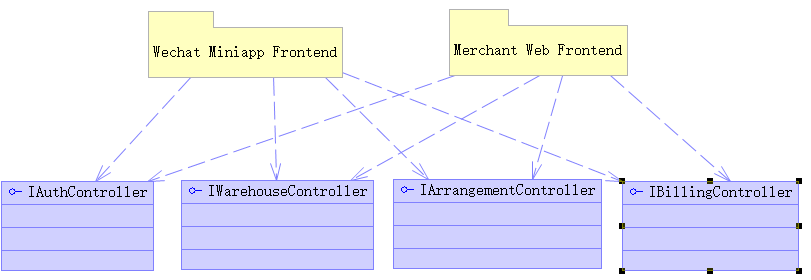 Wechat Miniapp Frontend
Merchant Web Frontend
IAuthController
IWarehouseController
IArrangementController
IBillingController